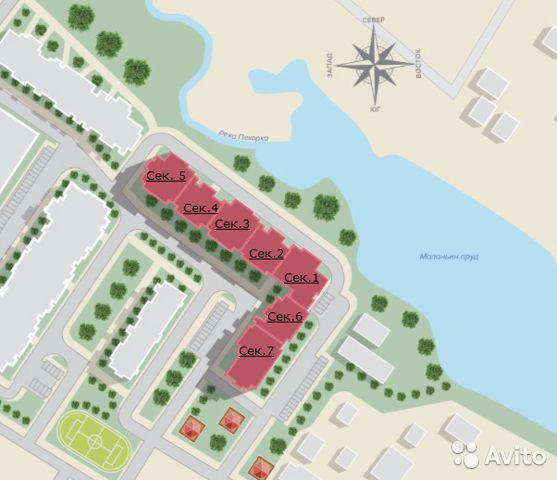 СЕВЕР
ЗАПАД
ВОСТОК
ЮГ
река Пехорка
Сек. 5
Сек.4
Сек.3
Сек.2
Маланьин пруд
Сек.1
Сек.6
Сек.7
Avito